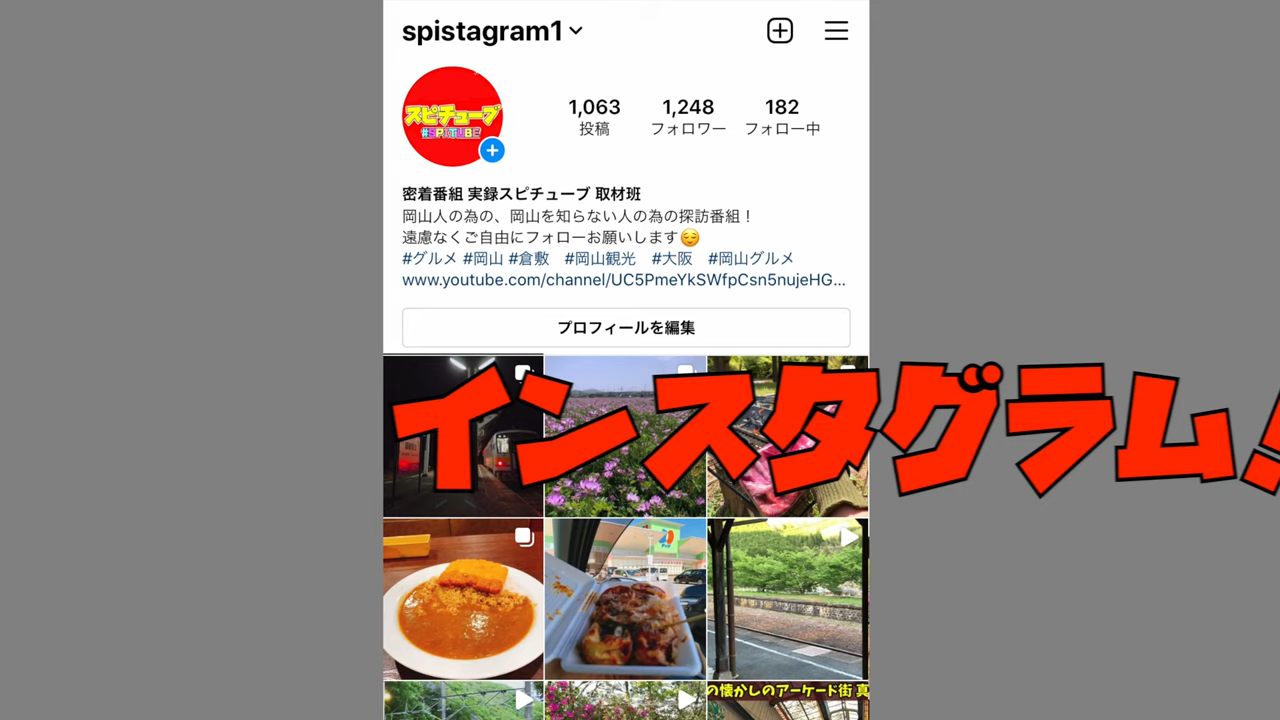 spistagram1
スピチューブ
#SPITUBE
1,063 1,248 182
投稿 フォロワー フォロー中
密着番組 実録スピチューブ 取材班
岡山人の為の、岡山を知らない人の為の探訪番組！
遠慮なくご自由にフォローお願いします😌
#グルメ #岡山 #倉敷　#岡山観光　#大阪　#岡山グルメ
www.youtube.com/channel/UC5PmeYkSWfpCsn5nujeHG...
プロフィールを編集
インスタグラム！
の懐かしのアーケード街 真